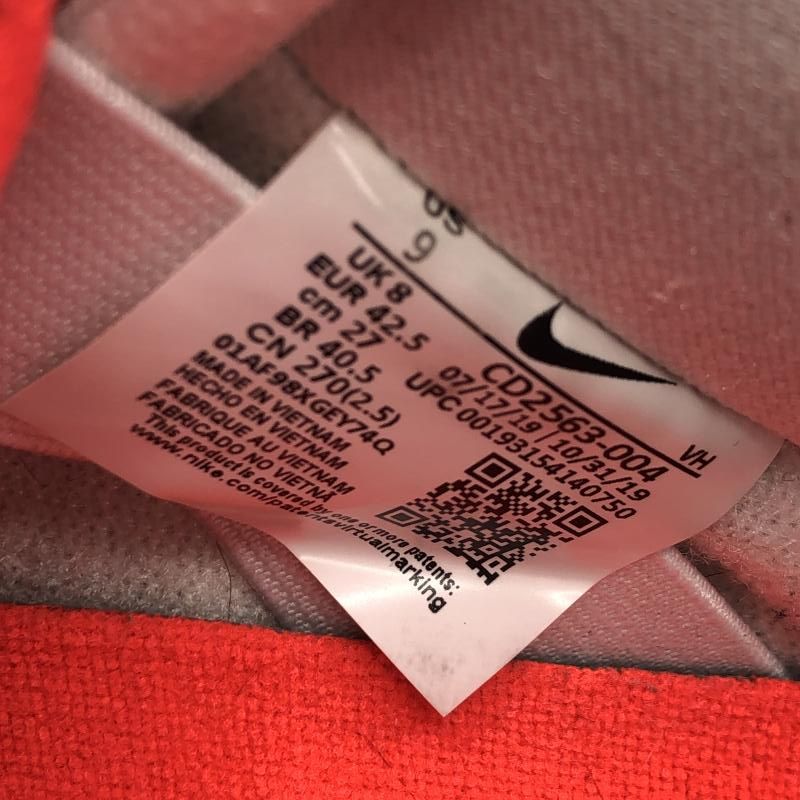 US
9
UK 8
EUR 42.5
cm 27
BR 40.5
CN 270(2.5)
01AF98XGEY74Q
MADE IN VIETNAM
HECHO EN VIETNAM
FABRIQUE AU VIETNAM
FABRICADO NO VIETNÃ
This product is covered by one or more patents:
www.nike.com/patentsvirtualmarking
VH
CD2563-004
07/17/19 | 10/31/19
UPC 00193154140750